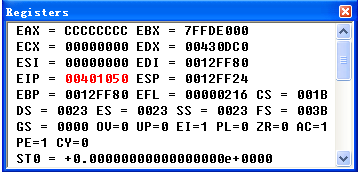 Registers
EAX = CCCCCCCC EBX = 7FFDE000
ECX = 00000000 EDX = 00430DC0
ESI = 00000000 EDI = 0012FF80
EIP = 00401050 ESP = 0012FF24
EBP = 0012FF80 EFL = 00000216 CS = 001B
DS = 0023 ES = 0023 SS = 0023 FS = 003B
GS = 0000 OV=0 UP=0 EI=1 PL=0 ZR=0 AC=1
PE=1 CY=0
ST0 = +0.00000000000000000e+0000